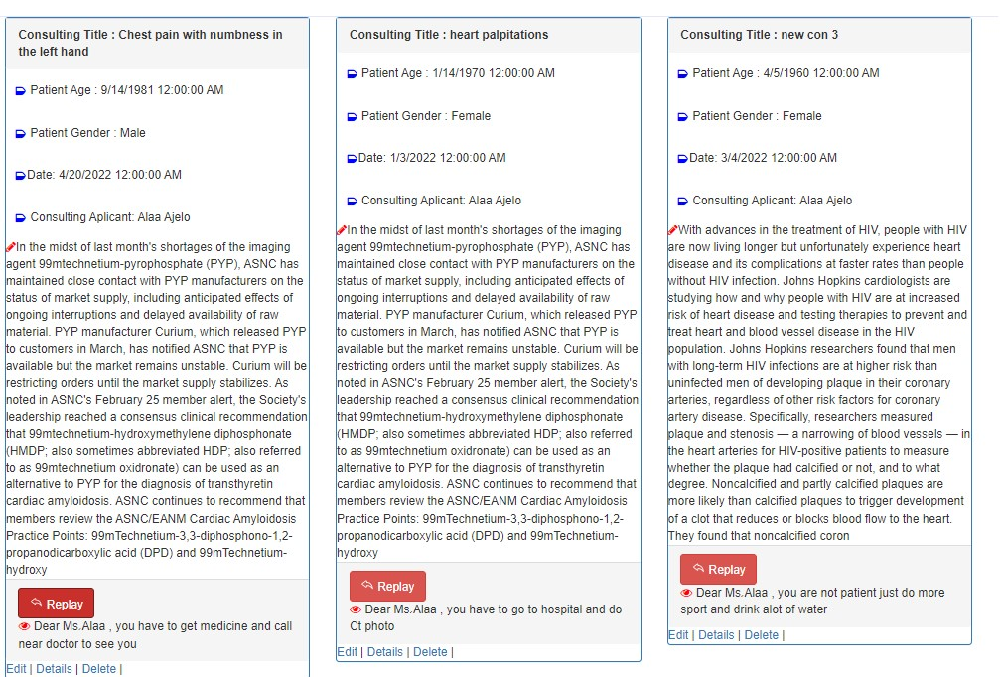 Consulting Title : Chest pain with numbness in
the left hand
Patient Age : 9/14/1981 12:00:00 AM
Patient Gender : Male
Date: 4/20/2022 12:00:00 AM
Consulting Aplicant: Alaa Ajelo
In the midst of last month's shortages of the imaging
agent 99mtechnetium-pyrophosphate (PYP), ASNC has
maintained close contact with PYP manufacturers on the
status of market supply, including anticipated effects of
ongoing interruptions and delayed availability of raw
material. PYP manufacturer Curium, which released PYP
to customers in March, has notified ASNC that PYP is
available but the market remains unstable. Curium will be
restricting orders until the market supply stabilizes. As
noted in ASNC's February 25 member alert, the Society's
leadership reached a consensus clinical recommendation
that 99mtechnetium-hydroxymethylene diphosphonate
(HMDP; also sometimes abbreviated HDP; also referred
to as 99mtechnetium oxidronate) can be used as an
alternative to PYP for the diagnosis of transthyretin
cardiac amyloidosis. ASNC continues to recommend that
members review the ASNC/EANM Cardiac Amyloidosis
Practice Points: 99mTechnetium-3,3-diphosphono-1,2-
propanodicarboxylic acid (DPD) and 99mTechnetium-
hydroxy
Replay
Dear Ms.Alaa , you have to get medicine and call
near doctor to see you
Edit | Details | Delete |
Consulting Title : heart palpitations
Patient Age : 1/14/1970 12:00:00 AM
Patient Gender : Female
Date: 1/3/2022 12:00:00 AM
Consulting Aplicant: Alaa Ajelo
In the midst of last month's shortages of the imaging
agent 99mtechnetium-pyrophosphate (PYP), ASNC has
maintained close contact with PYP manufacturers on the
status of market supply, including anticipated effects of
ongoing interruptions and delayed availability of raw
material. PYP manufacturer Curium, which released PYP
to customers in March, has notified ASNC that PYP is
available but the market remains unstable. Curium will be
restricting orders until the market supply stabilizes. As
noted in ASNC's February 25 member alert, the Society's
leadership reached a consensus clinical recommendation
that 99mtechnetium-hydroxymethylene diphosphonate
(HMDP; also sometimes abbreviated HDP; also referred
to as 99mtechnetium oxidronate) can be used as an
alternative to PYP for the diagnosis of transthyretin
cardiac amyloidosis. ASNC continues to recommend that
members review the ASNC/EANM Cardiac Amyloidosis
Practice Points: 99mTechnetium-3,3-diphosphono-1,2-
propanodicarboxylic acid (DPD) and 99mTechnetium-
hydroxy
Replay
Dear Ms.Alaa , you have to go to hospital and do
Ct photo
Edit | Details | Delete |
Consulting Title : new con 3
Patient Age : 4/5/1960 12:00:00 AM
Patient Gender : Female
Date: 3/4/2022 12:00:00 AM
Consulting Aplicant: Alaa Ajelo
With advances in the treatment of HIV, people with HIV
are now living longer but unfortunately experience heart
disease and its complications at faster rates than people
without HIV infection. Johns Hopkins cardiologists are
studying how and why people with HIV are at increased
risk of heart disease and testing therapies to prevent and
treat heart and blood vessel disease in the HIV
population. Johns Hopkins researchers found that men
with long-term HIV infections are at higher risk than
uninfected men of developing plaque in their coronary
arteries, regardless of other risk factors for coronary
artery disease. Specifically, researchers measured
plaque and stenosis — a narrowing of blood vessels — in
the heart arteries for HIV-positive patients to measure
whether the plaque had calcified or not, and to what
degree. Noncalcified and partly calcified plaques are
more likely than calcified plaques to trigger development
of a clot that reduces or blocks blood flow to the heart.
They found that noncalcified coron
Replay
Dear Ms.Alaa , you are not patient just do more
sport and drink alot of water
Edit | Details | Delete |